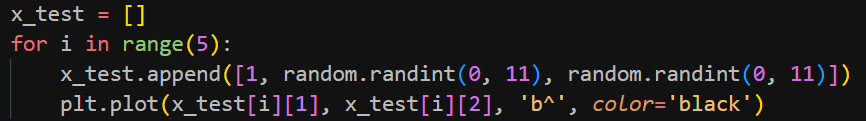 x_test = []
for i in range(5):
    x_test.append([1, random.randint(0, 11), random.randint(0, 11)])
    plt.plot(x_test[i][1], x_test[i][2], 'b^', color='black')